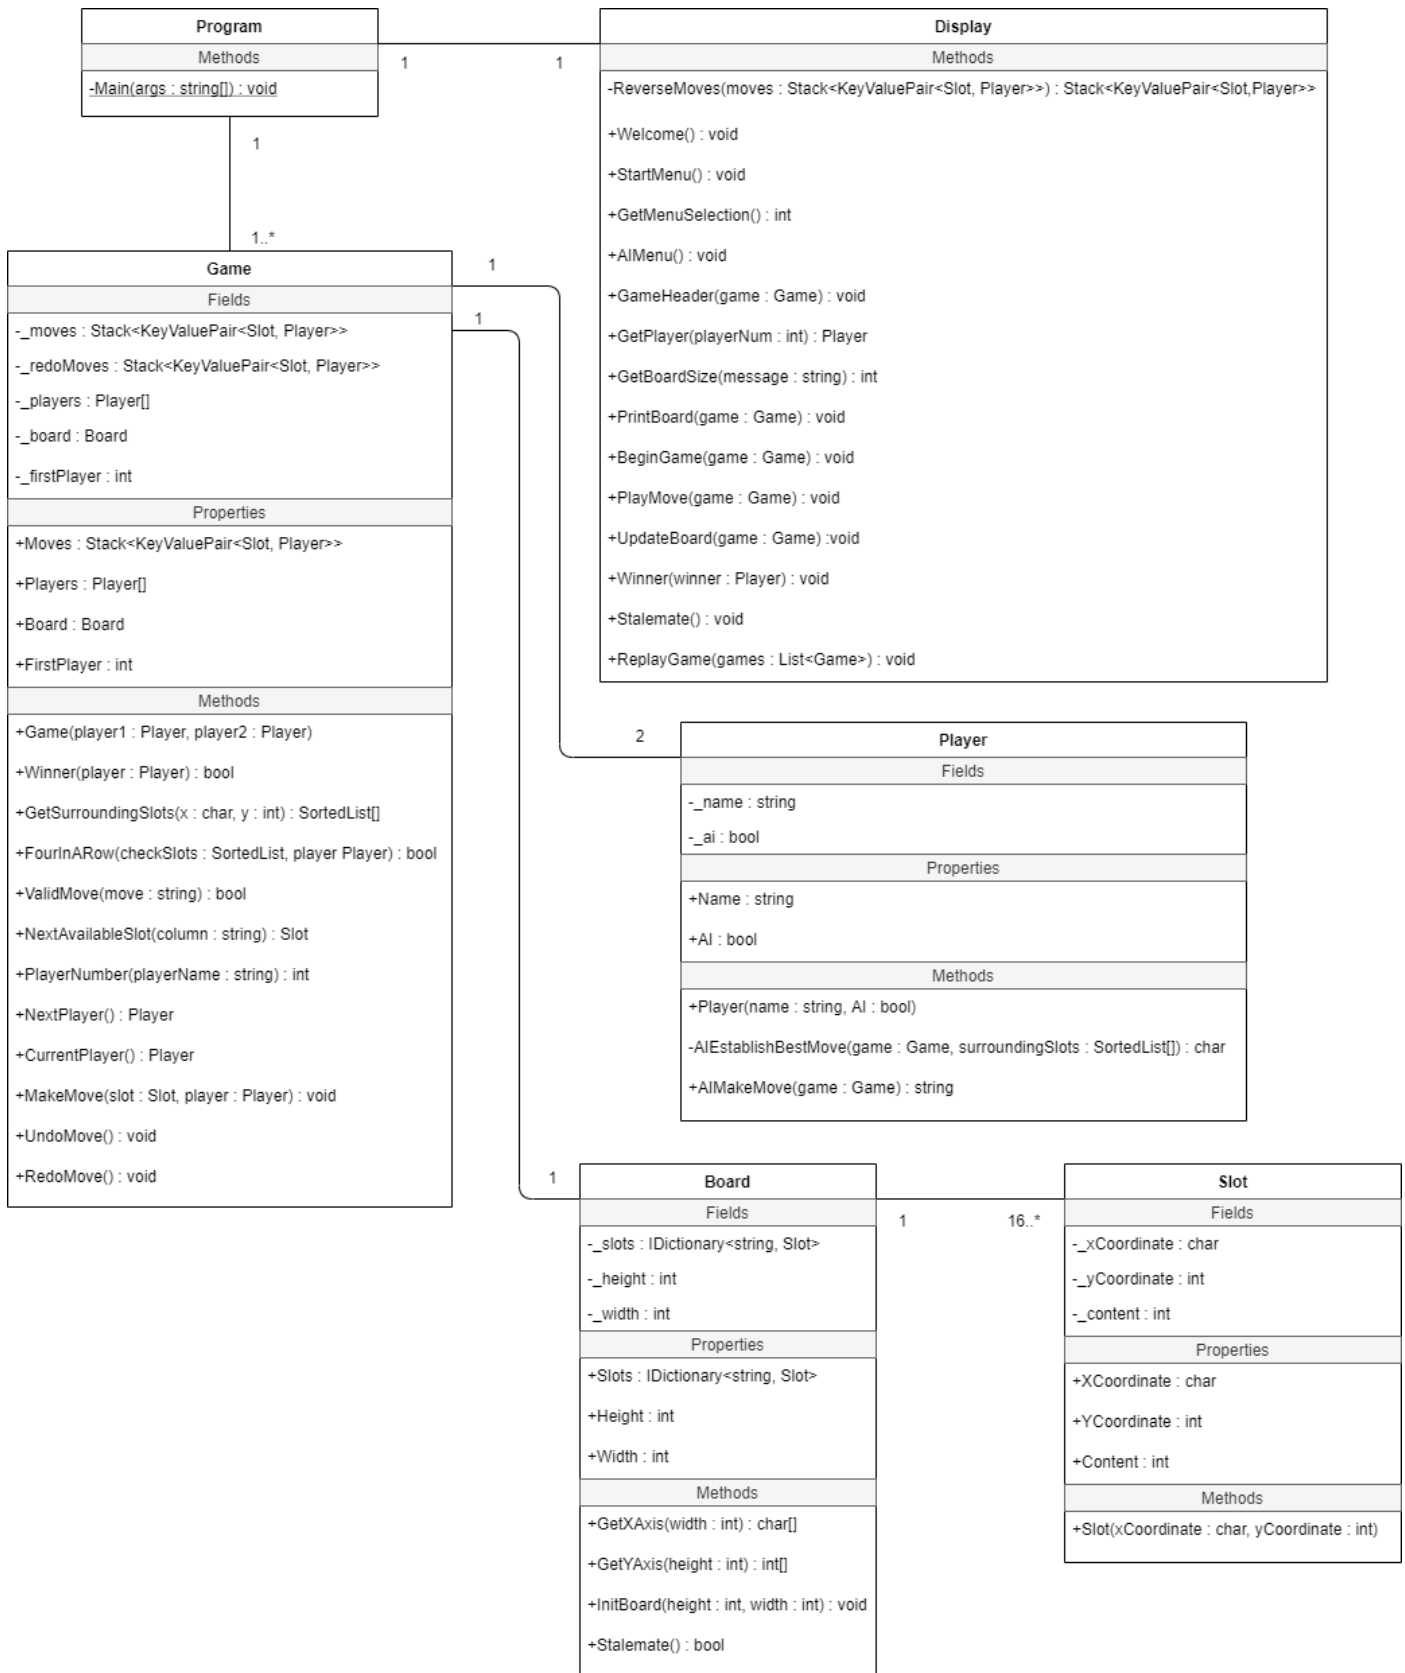 Program
Methods
-Main(args : string[]) : void
1
1
1
1..*
Display
Methods
-ReverseMoves(moves : Stack<KeyValuePair<Slot, Player>>) : Stack<KeyValuePair<Slot,Player>>
+Welcome() : void
+StartMenu() : void
+GetMenuSelection() : int
+AIMenu() : void
+GameHeader(game : Game) : void
+GetPlayer(playerNum : int) : Player
+GetBoardSize(message : string) : int
+PrintBoard(game : Game) : void
+BeginGame(game : Game) : void
+PlayMove(game : Game) : void
+UpdateBoard(game : Game) :void
+Winner(winner : Player) : void
+Stalemate() : void
+ReplayGame(games : List<Game>) : void
Game
Fields
-_moves : Stack<KeyValuePair<Slot, Player>>
-_redoMoves : Stack<KeyValuePair<Slot, Player>>
-_players : Player[]
-_board : Board
-_firstPlayer : int
Properties
+Moves : Stack<KeyValuePair<Slot, Player>>
+Players : Player[]
+Board : Board
+FirstPlayer : int
Methods
+Game(player1 : Player, player2 : Player)
+Winner(player : Player) : bool
+GetSurroundingSlots(x : char, y : int) : SortedList[]
+FourInARow(checkSlots : SortedList, player Player) : bool
+ValidMove(move : string) : bool
+NextAvailableSlot(column : string) : Slot
+PlayerNumber(playerName : string) : int
+NextPlayer() : Player
+CurrentPlayer() : Player
+MakeMove(slot : Slot, player : Player) : void
+UndoMove() : void
+RedoMove() : void
1
1
2
Player
Fields
-_name : string
-_ai : bool
Properties
+Name : string
+AI : bool
Methods
+Player(name : string, AI : bool)
-AIEstablishBestMove(game : Game, surroundingSlots : SortedList[]) : char
+AIMakeMove(game : Game) : string
1
Board
Fields
-_slots : IDictionary<string, Slot>
-_height : int
-_width : int
Properties
+Slots : IDictionary<string, Slot>
+Height : int
+Width : int
Methods
+GetXAxis(width : int) : char[]
+GetYAxis(height : int) : int[]
+InitBoard(height : int, width : int) : void
+Stalemate() : bool
1
16..*
Slot
Fields
-_xCoordinate : char
-_yCoordinate : int
-_content : int
Properties
+XCoordinate : char
+YCoordinate : int
+Content : int
Methods
+Slot(xCoordinate : char, yCoordinate : int)